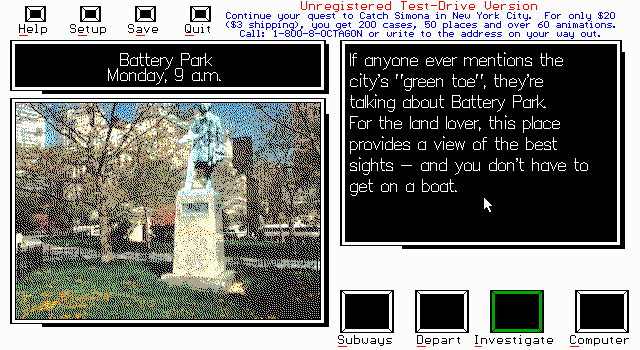 Unregistered Test-Drive Version
Continue your quest to Catch Simona in New York City. For only $20
($3 shipping), you get 200 cases, 50 places and over 60 animations.
Call: 1-800-8-OCTAGON or write to the address on your way out.
Help Setup Save Quit
Battery Park
Monday, 9 a.m.
If anyone ever mentions the
city's "green toe", they're
talking about Battery Park.
For the land lover, this place
provides a view of the best
sights - and you don't have to
get on a boat.
Subways Depart Investigate Computer